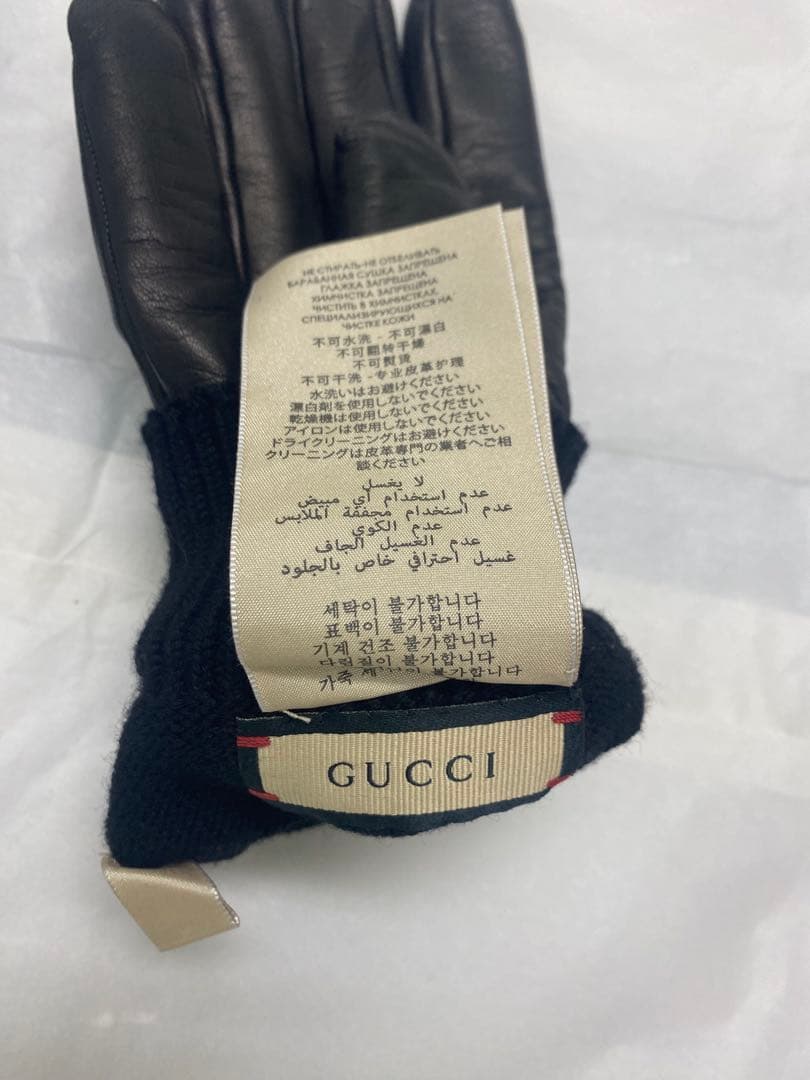 НЕ СТИРАТЬ-НЕ ОТБЕЛИВАТЬ
БАРАБАННАЯ СУШКА ЗАПРЕЩЕНА
ГЛАЖКА ЗАПРЕЩЕНА
ХИМЧИСТКА ЗАПРЕЩЕНА
ЧИСТИТЬ В ХИМЧИСТКАХ,
СПЕЦИАЛИЗИРУЮЩИХСЯ НА
ЧИСТКЕ КОЖИ
不可水洗 - 不可漂白
不可翻转干燥
不可熨烫
不可干洗 -专业皮革护理
水洗いはお避けください
漂白剤を使用しないでください
乾燥機は使用しないでください
アイロンは使用しないでください
ドライクリーニングはお避けください
クリーニングは皮革専門の業者へご相
談ください
لا يغسل
عدم استخدام أي مبيض
عدم استخدام مجففة الملابس
عدم الكوي
عدم الغسيل الجاف
غسيل احترافي خاص بالجلود
세탁이 불가합니다
표백이 불가합니다
기계 건조 불가합니다
다림질이 불가합니다
가죽 불가합니다
GUCCI